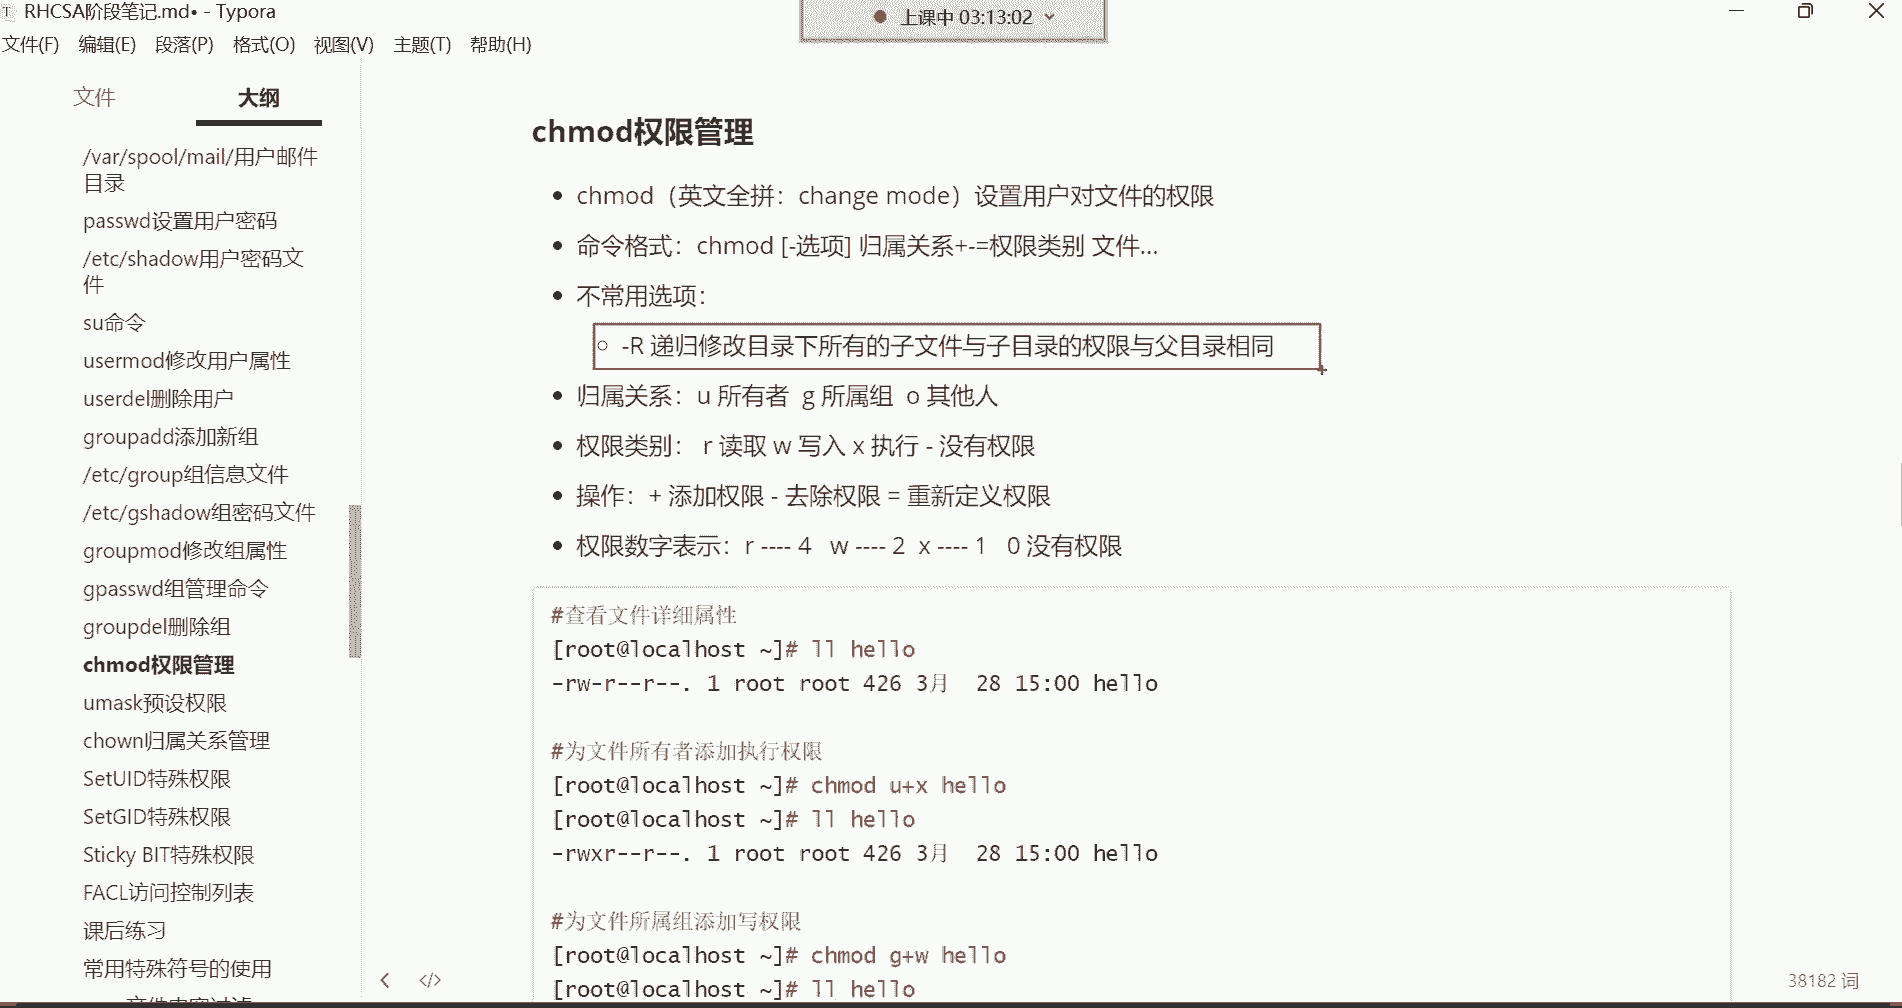 RHCSA阶段笔记.md• - Typora
上课中 03:13:02
文件(F) 编辑(E) 段落(P) 格式(O) 视图(V) 主题(T) 帮助(H)
文件 大纲
/var/spool/mail/用户邮件
目录
passwd设置用户密码
/etc/shadow用户密码文
件
su命令
usermod修改用户属性
userdel删除用户
groupadd添加新组
/etc/group组信息文件
/etc/gshadow组密码文件
groupmod修改组属性
gpasswd组管理命令
groupdel删除组
chmod权限管理
umask预设权限
chown归属关系管理
SetUID特殊权限
SetGID特殊权限
Sticky BIT特殊权限
FACL访问控制列表
课后练习
常用特殊符号的使用
chmod权限管理
chmod（英文全拼：change mode）设置用户对文件的权限
命令格式：chmod [-选项] 归属关系+-=权限类别 文件...
不常用选项：
-R 递归修改目录下所有的子文件与子目录的权限与父目录相同
归属关系：u 所有者 g 所属组 o 其他人
权限类别： r 读取 w 写入 x 执行 - 没有权限
操作：+ 添加权限 - 去除权限 = 重新定义权限
权限数字表示：r ---- 4 w ---- 2 x ---- 1 0 没有权限
#查看文件详细属性
[root@localhost ~]# ll hello
-rw-r--r--. 1 root root 426 3月 28 15:00 hello
#为文件所有者添加执行权限
[root@localhost ~]# chmod u+x hello
[root@localhost ~]# ll hello
-rwxr--r--. 1 root root 426 3月 28 15:00 hello
#为文件所属组添加写权限
[root@localhost ~]# chmod g+w hello
[root@localhost ~]# ll hello
38182 词